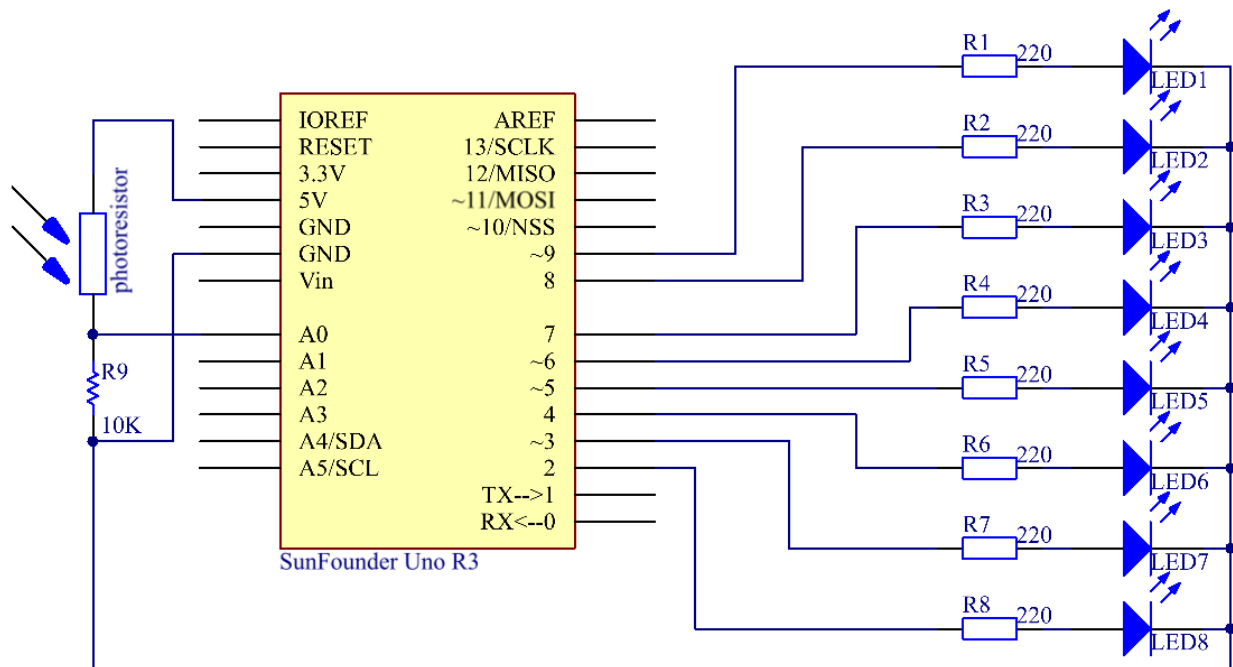 IOREF
RESET
3.3V
5V
GND
GND
Vin
A0
A1
A2
A3
A4/SDA
A5/SCL
AREF
13/SCLK
12/MISO
~11/MOSI
~10/NSS
~9
8
7
~6
~5
4
~3
2
TX-->1
RX<--0
SunFounder Uno R3
photoresistor
R9
10K
R1 220
LED1
R2 220
LED2
R3 220
LED3
R4 220
LED4
R5 220
LED5
R6 220
LED6
R7 220
LED7
R8 220
LED8